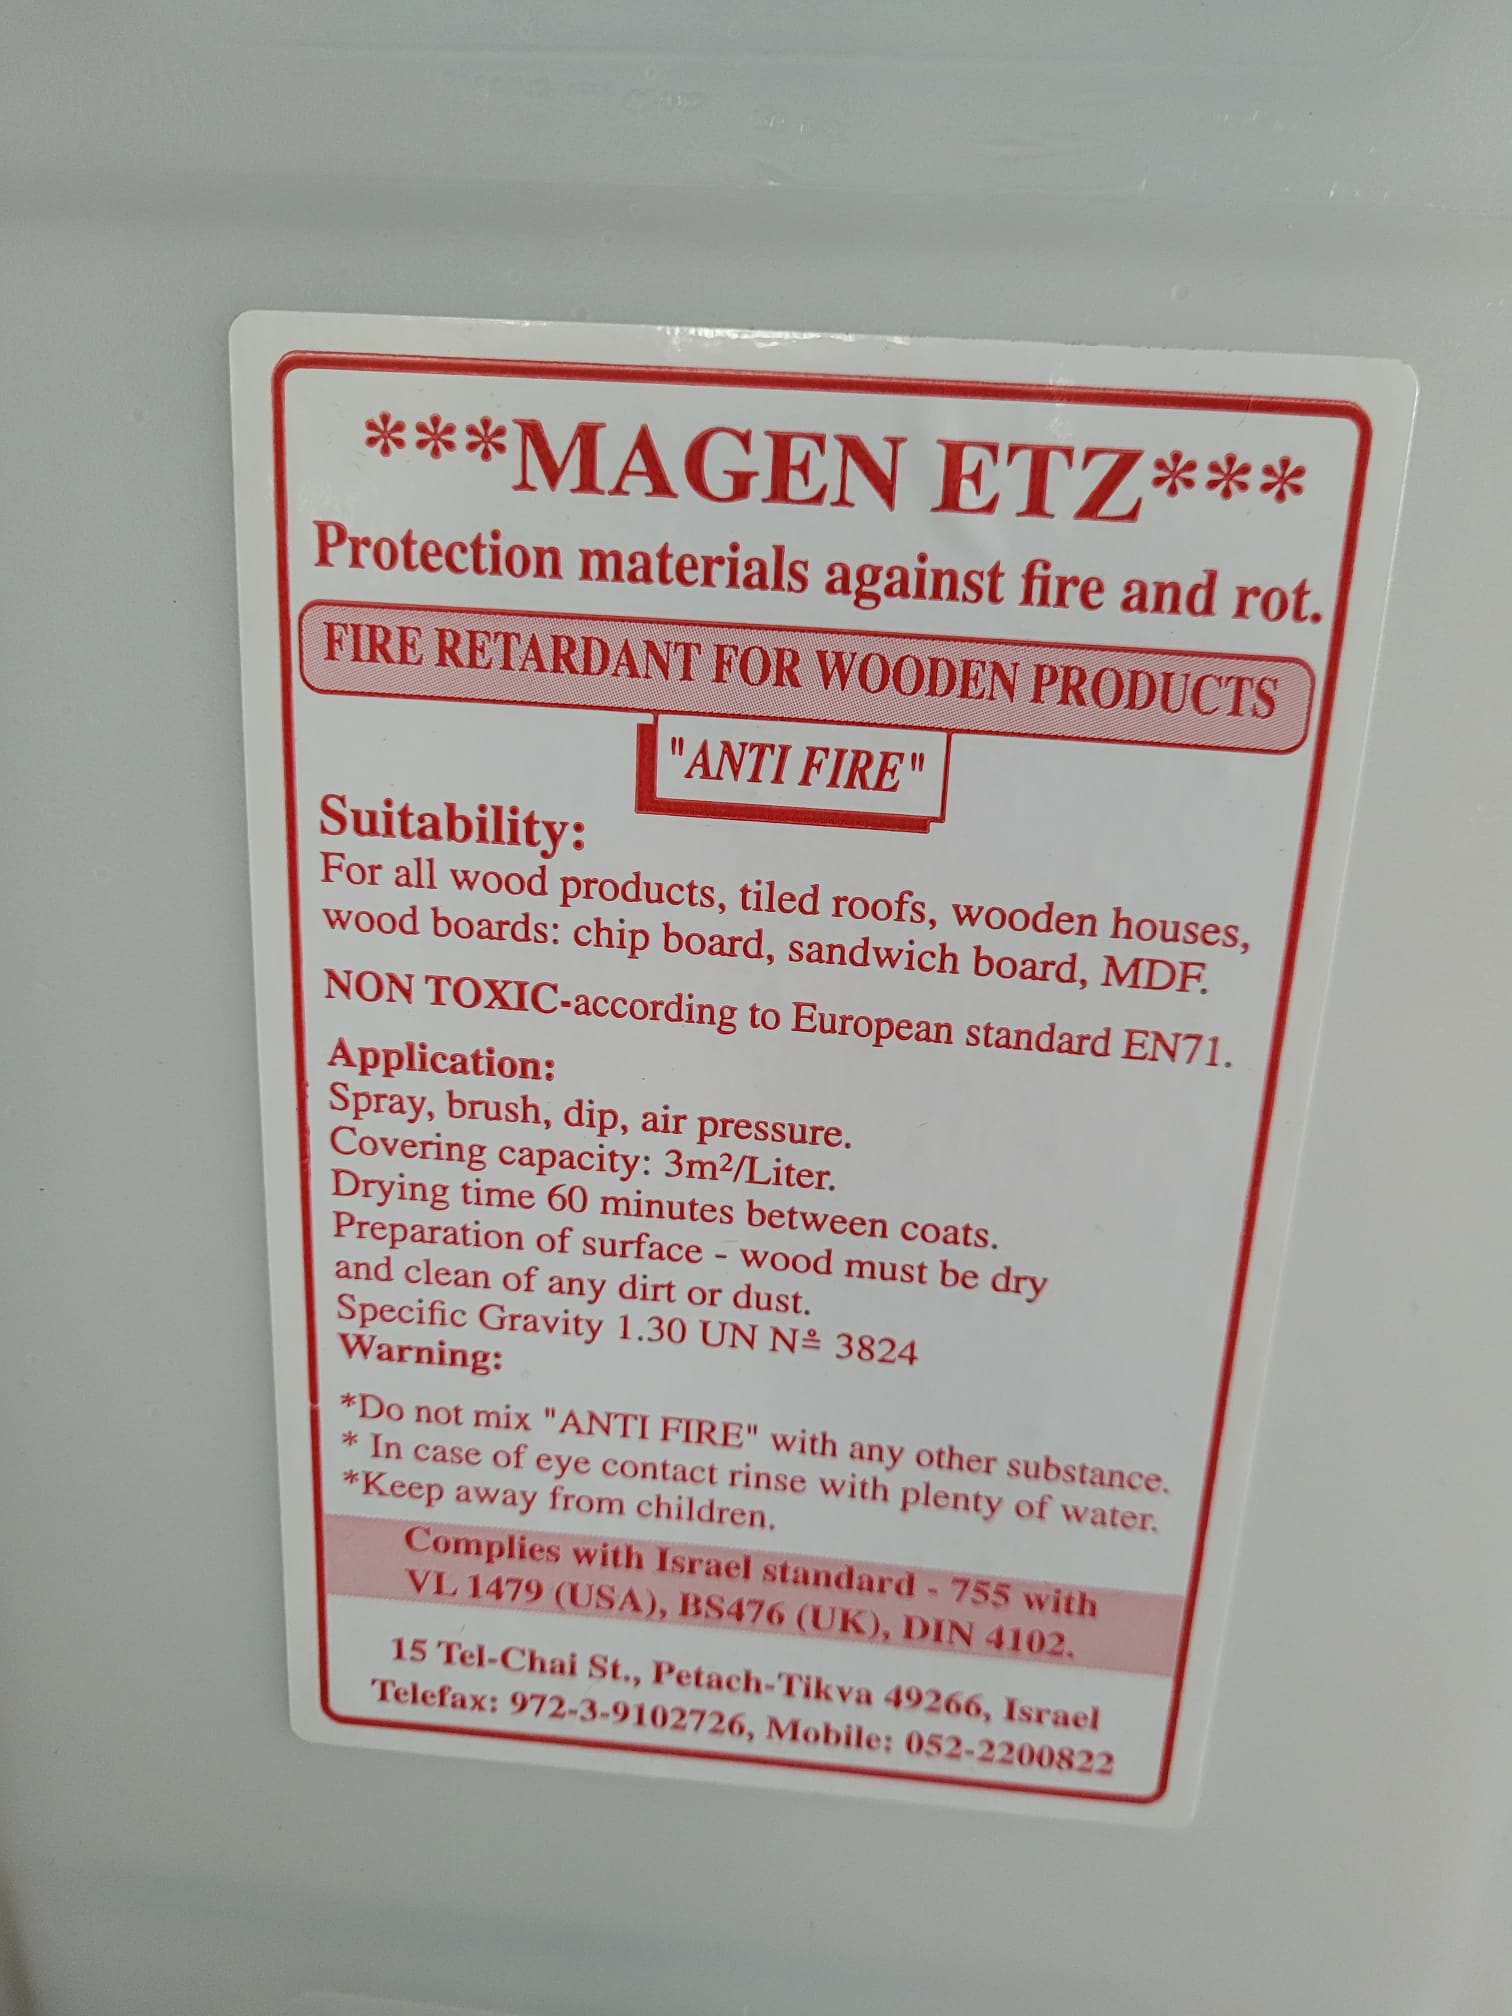 ***MAGEN ETZ***
Protection materials against fire and rot.
FIRE RETARDANT FOR WOODEN PRODUCTS
"ANTI FIRE"
Suitability:
For all wood products, tiled roofs, wooden houses,
wood boards: chip board, sandwich board, MDF.
NON TOXIC-according to European standard EN71.
Application:
Spray, brush, dip, air pressure.
Covering capacity: 3m²/Liter.
Drying time 60 minutes between coats.
Preparation of surface - wood must be dry
and clean of any dirt or dust.
Specific Gravity 1.30 UN Nº 3824
Warning:
*Do not mix "ANTI FIRE" with any other substance.
* In case of eye contact rinse with plenty of water.
*Keep away from children.
Complies with Israel standard - 755 with
VL 1479 (USA), BS476 (UK), DIN 4102.
15 Tel-Chai St., Petach-Tikva 49266, Israel
Telefax: 972-3-9102726, Mobile: 052-2200822